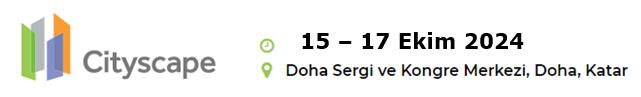 Cityscape
15 – 17 Ekim 2024
Doha Sergi ve Kongre Merkezi, Doha, Katar